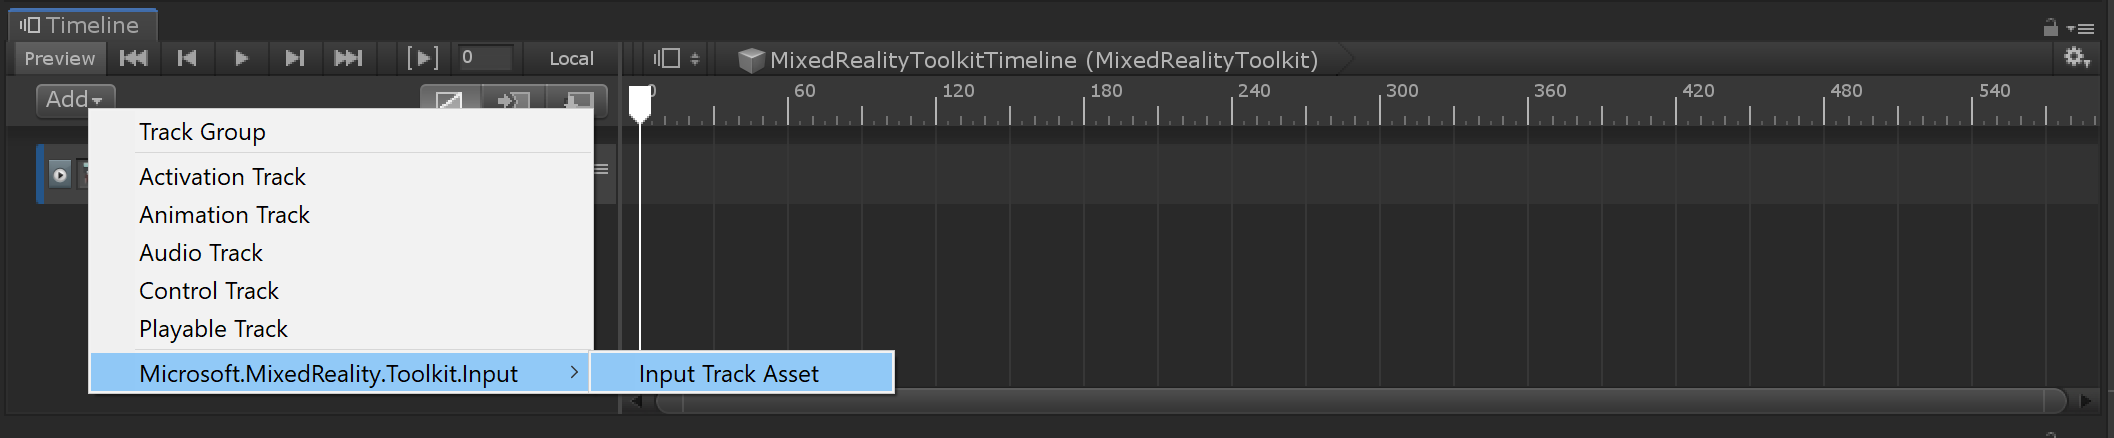 Timeline
Preview 0 Local MixedRealityToolkitTimeline (MixedRealityToolkit)
Add 0 60 120 180 240 300 360 420 480 540
Track Group
Activation Track
Animation Track
Audio Track
Control Track
Playable Track
Microsoft.MixedReality.Toolkit.Input Input Track Asset